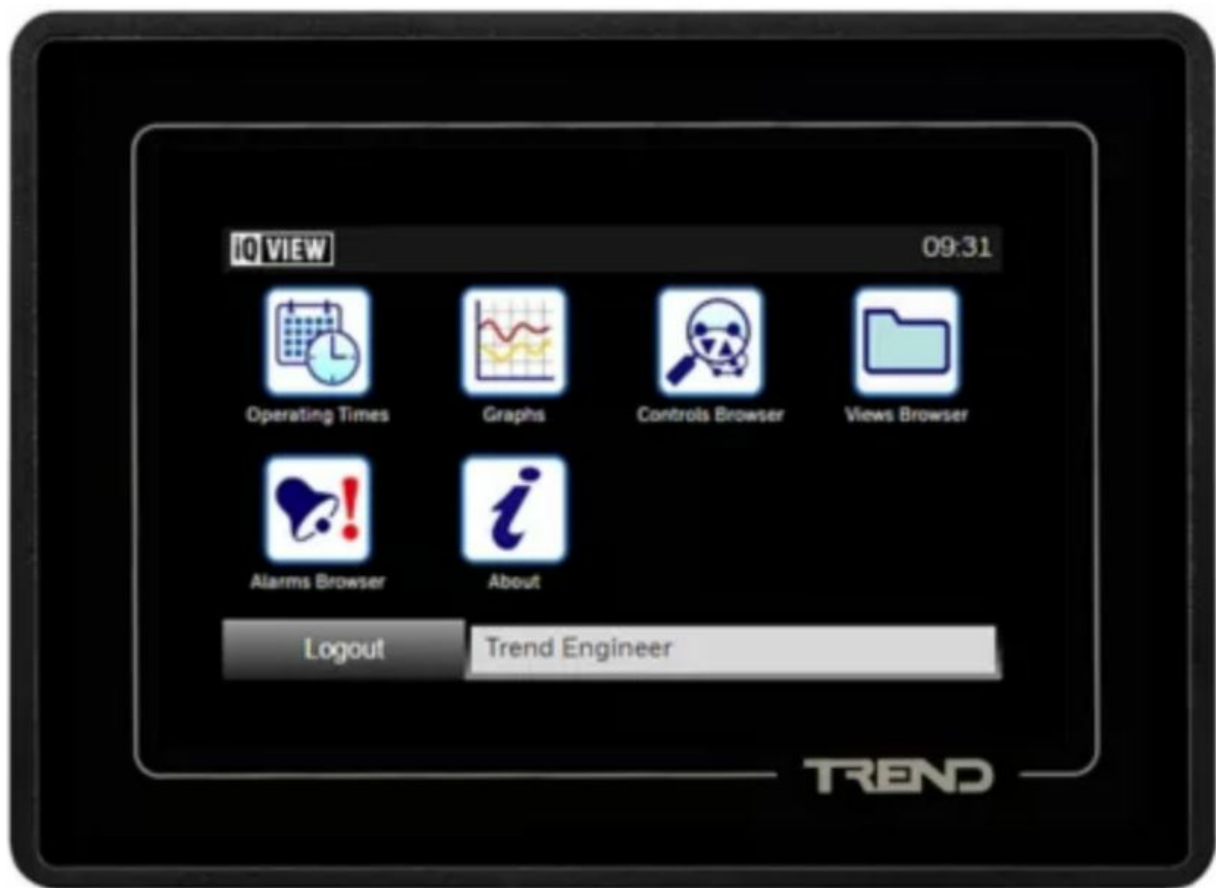 iQ VIEW 09:31
Operating Times Graphs Controls Browser Views Browser
Alarms Browser About
Logout Trend Engineer
TREND